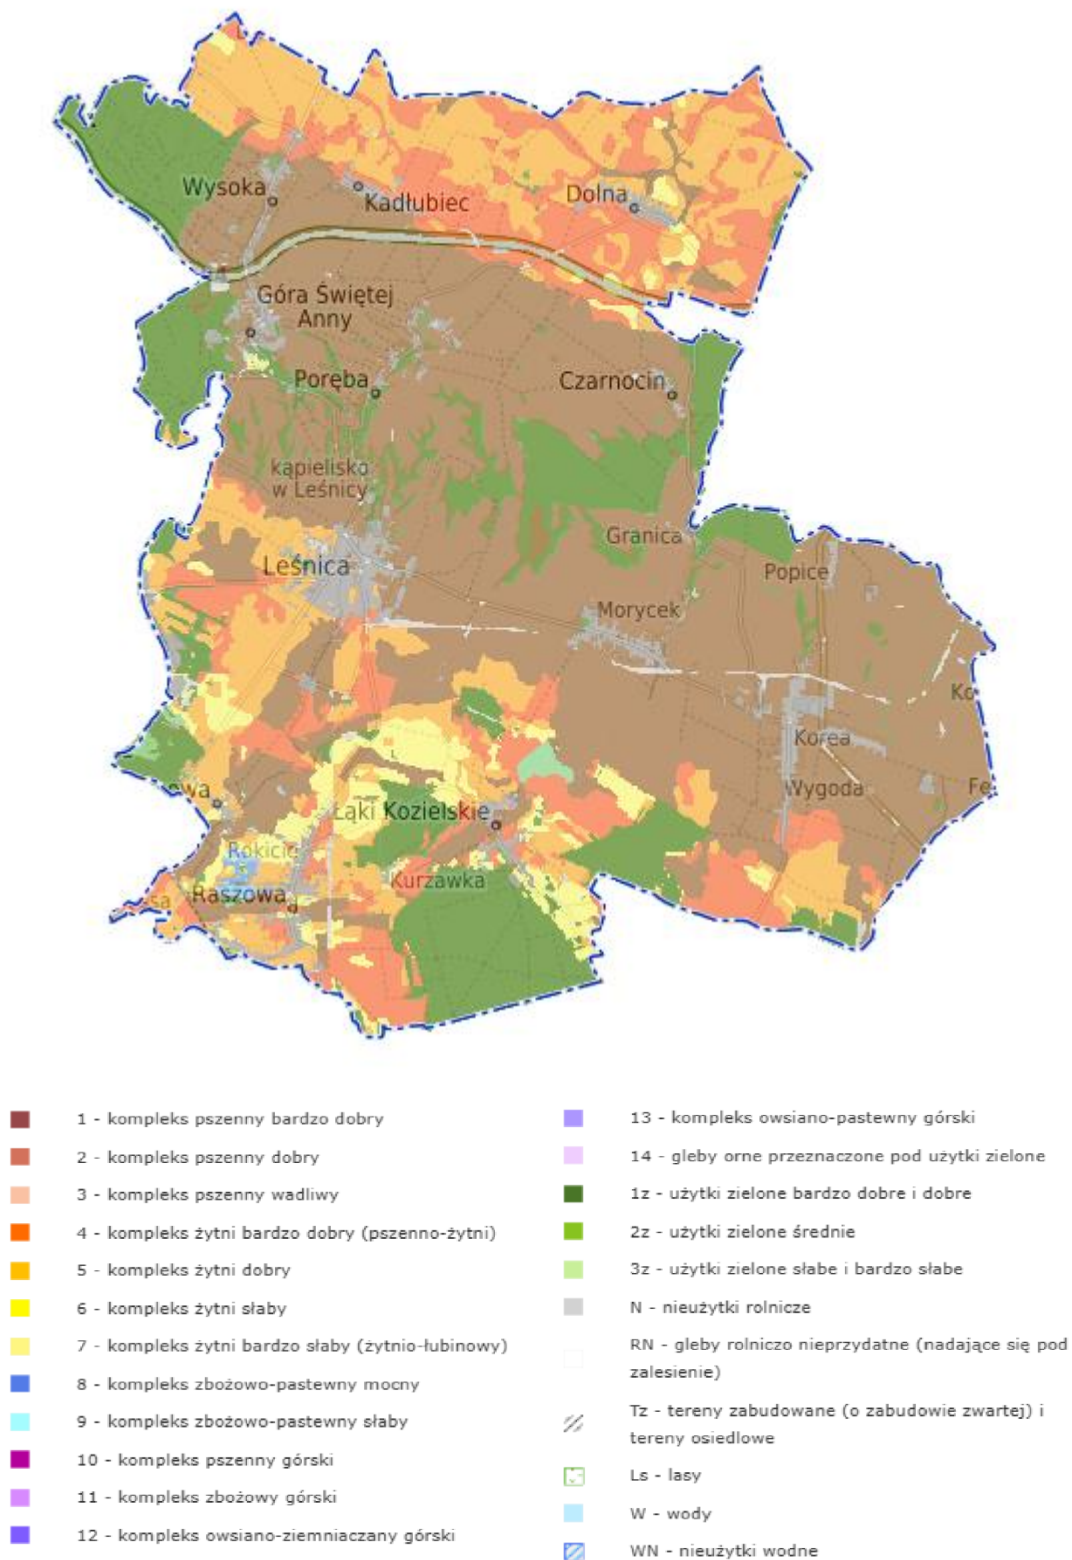 Wysoka
Kadłubiec
Dolna
Góra Świętej
Anny
Poręba
Czarnocin
kąpielisko
w Leśnicy
Granica
Leśnica
Popice
Morycek
Ko
Korea
owa
Wygoda
Fe
Łąki Kozielskie
Rokicie
Kurzawka
Raszowa
sa
1 - kompleks pszenny bardzo dobry
2 - kompleks pszenny dobry
3 - kompleks pszenny wadliwy
4 - kompleks żytni bardzo dobry (pszenno-żytni)
5 - kompleks żytni dobry
6 - kompleks żytni słaby
7 - kompleks żytni bardzo słaby (żytnio-łubinowy)
8 - kompleks zbożowo-pastewny mocny
9 - kompleks zbożowo-pastewny słaby
10 - kompleks pszenny górski
11 - kompleks zbożowy górski
12 - kompleks owsiano-ziemniaczany górski
13 - kompleks owsiano-pastewny górski
14 - gleby orne przeznaczone pod użytki zielone
1z - użytki zielone bardzo dobre i dobre
2z - użytki zielone średnie
3z - użytki zielone słabe i bardzo słabe
N - nieużytki rolnicze
RN - gleby rolniczo nieprzydatne (nadające się pod
zalesienie)
Tz - tereny zabudowane (o zabudowie zwartej) i
tereny osiedlowe
Ls - lasy
W - wody
WN - nieużytki wodne